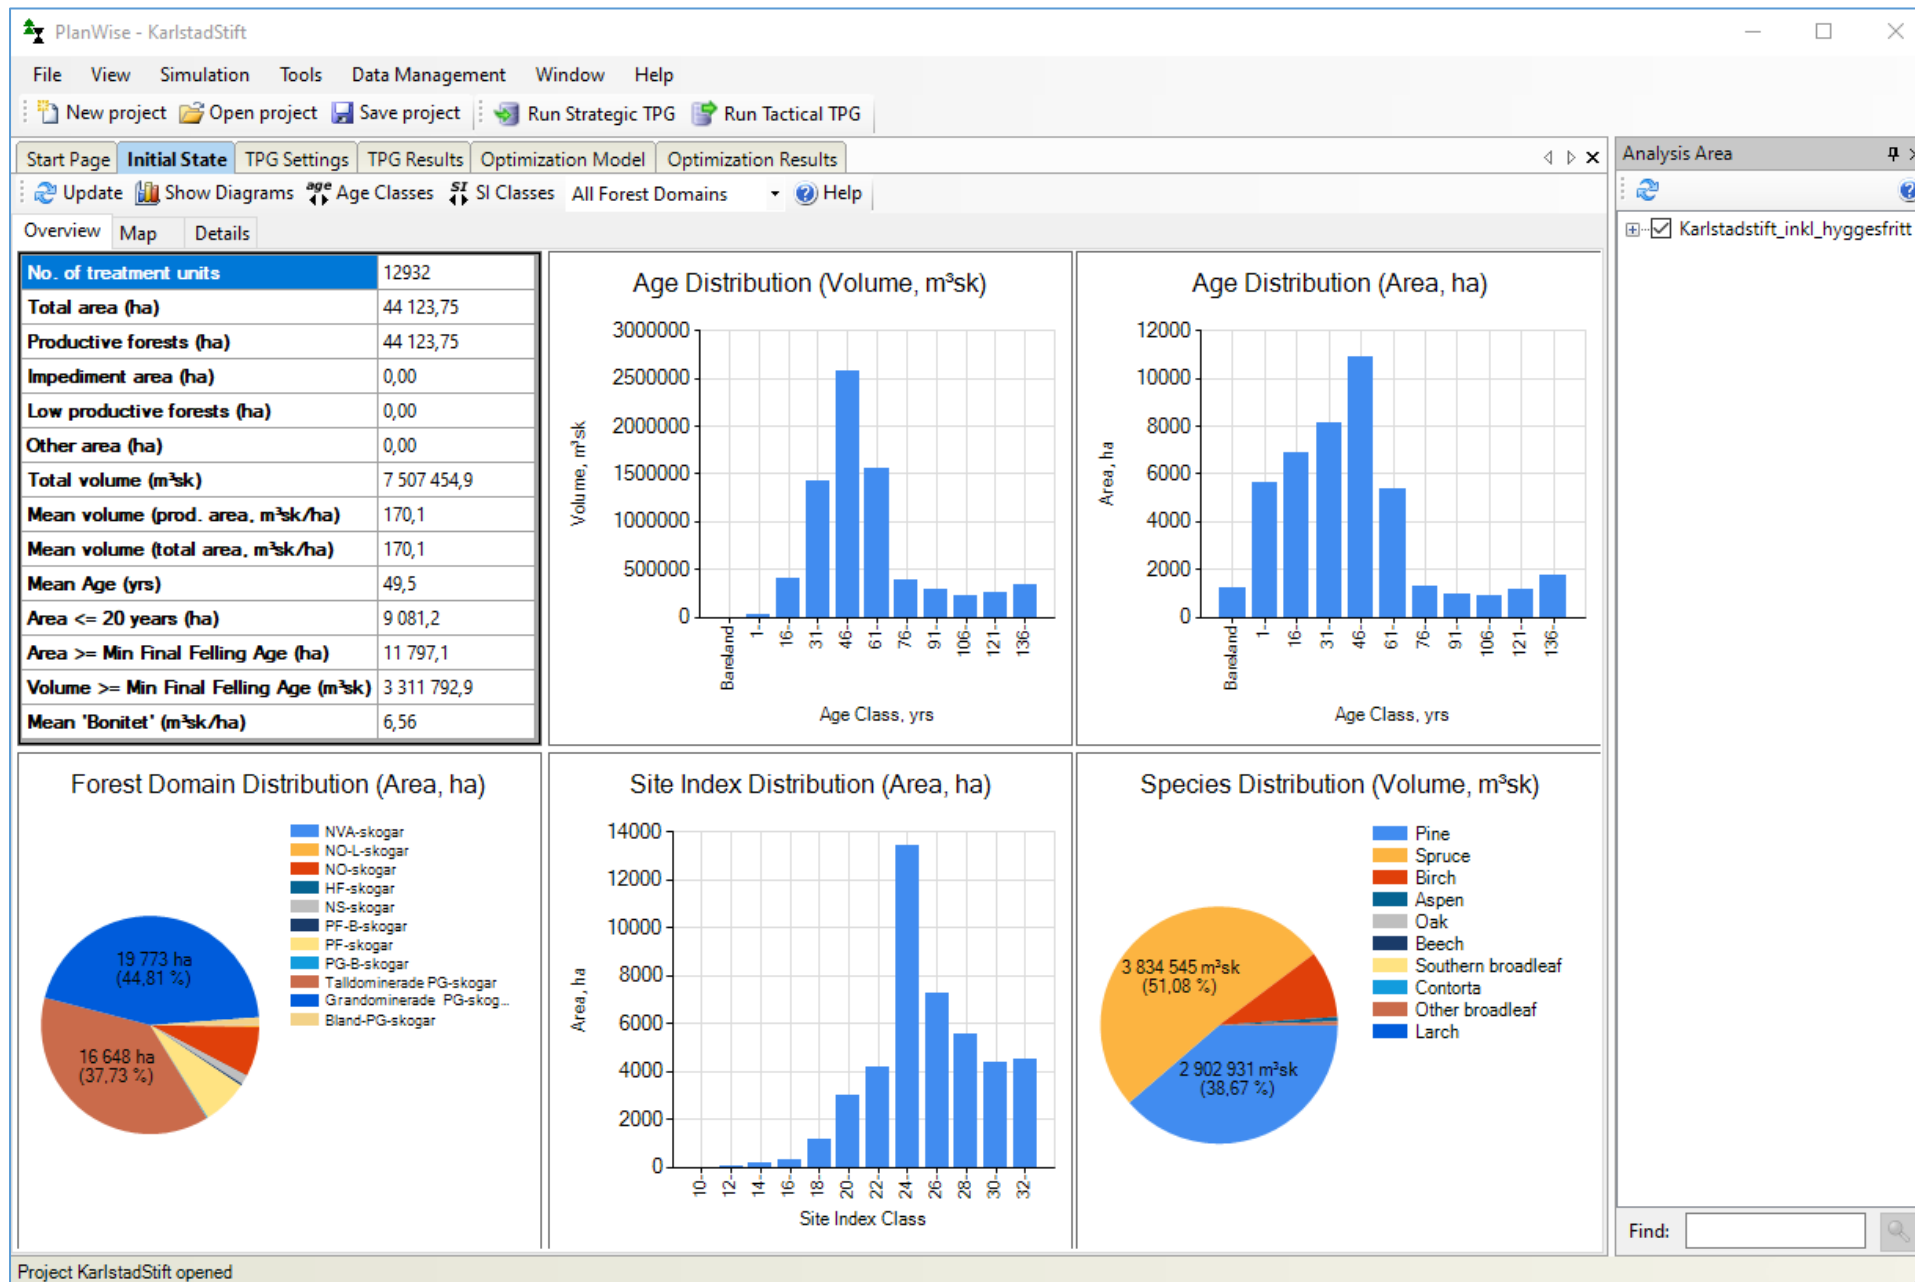 PlanWise - KarlstadStift
File View Simulation Tools Data Management Window Help
New project Open project Save project Run Strategic TPG Run Tactical TPG
Start Page Initial State TPG Settings TPG Results Optimization Model Optimization Results
Update Show Diagrams age Age Classes SI SI Classes All Forest Domains Help
Overview Map Details
No. of treatment units 12932
Total area (ha) 44 123,75
Productive forests (ha) 44 123,75
Impediment area (ha) 0,00
Low productive forests (ha) 0,00
Other area (ha) 0,00
Total volume (m³sk) 7 507 454,9
Mean volume (prod. area, m³sk/ha) 170,1
Mean volume (total area, m³sk/ha) 170,1
Mean Age (yrs) 49,5
Area <= 20 years (ha) 9 081,2
Area >= Min Final Felling Age (ha) 11 797,1
Volume >= Min Final Felling Age (m³sk) 3 311 792,9
Mean 'Bonitet' (m³sk/ha) 6,56
Age Distribution (Volume, m³sk)
Volume, m³sk
3000000
2500000
2000000
1500000
1000000
500000
0
Bareland 1- 16- 31- 46- 61- 76- 91- 106- 121- 136-
Age Class, yrs
Age Distribution (Area, ha)
Area, ha
12000
10000
8000
6000
4000
2000
0
Bareland 1- 16- 31- 46- 61- 76- 91- 106- 121- 136-
Age Class, yrs
Forest Domain Distribution (Area, ha)
NVA-skogar
NO-L-skogar
NO-skogar
HF-skogar
NS-skogar
PF-B-skogar
PF-skogar
PG-B-skogar
Talldominerade PG-skogar
Grandominerade PG-skog...
Bland-PG-skogar
19 773 ha
(44,81 %)
16 648 ha
(37,73 %)
Site Index Distribution (Area, ha)
Area, ha
14000
12000
10000
8000
6000
4000
2000
0
10- 12- 14- 16- 18- 20- 22- 24- 26- 28- 30- 32-
Site Index Class
Species Distribution (Volume, m³sk)
Pine
Spruce
Birch
Aspen
Oak
Beech
Southern broadleaf
Contorta
Other broadleaf
Larch
3 834 545 m³sk
(51,08 %)
2 902 931 m³sk
(38,67 %)
Analysis Area
Karlstadstift_inkl_hyggesfritt
Find:
Project KarlstadStift opened